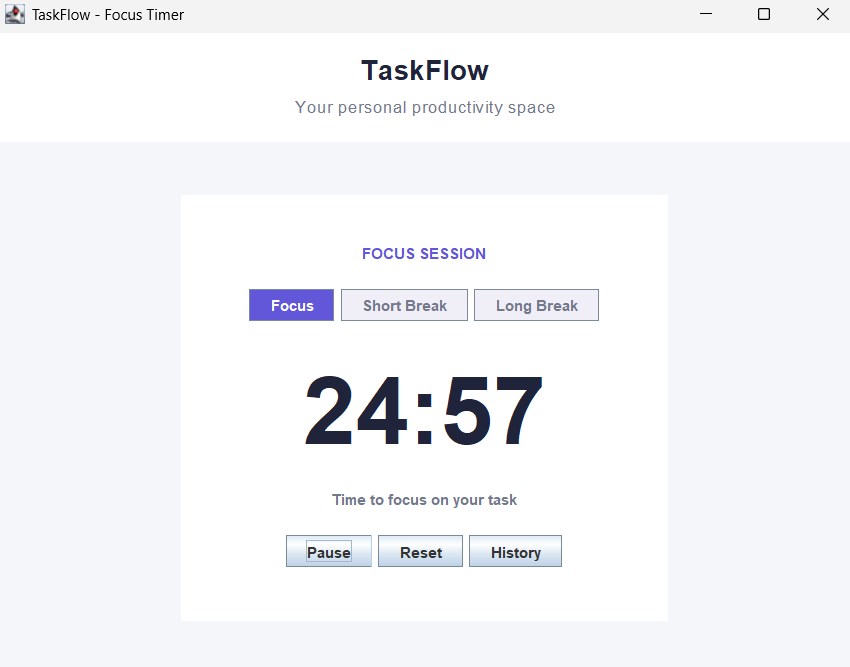 TaskFlow - Focus Timer
TaskFlow
Your personal productivity space
FOCUS SESSION
Focus Short Break Long Break
24:57
Time to focus on your task
Pause Reset History